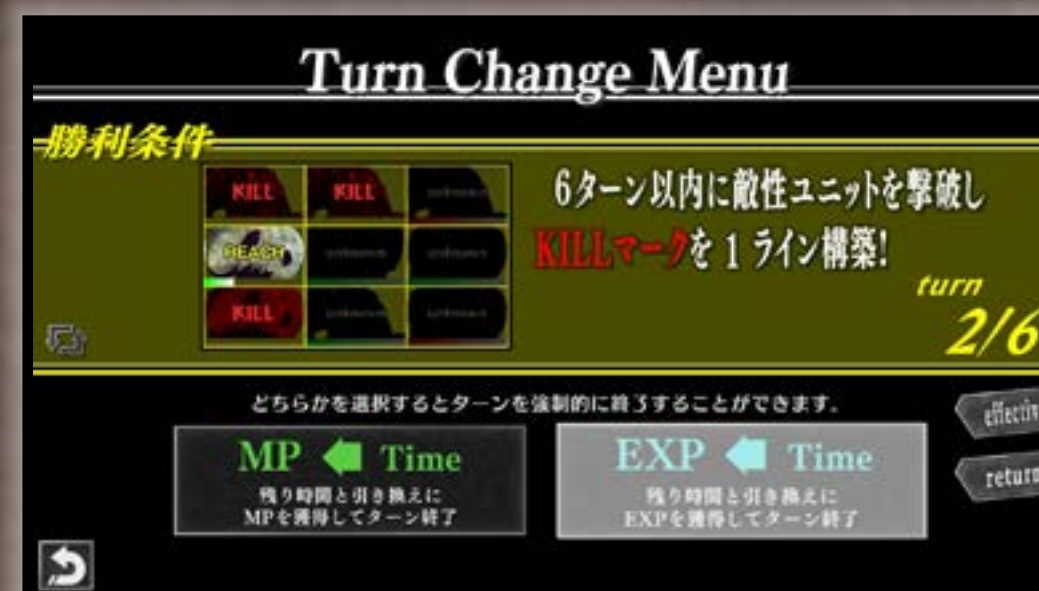 Turn Change Menu
勝利条件
KILL KILL
REACH
KILL
6ターン以内に敵性ユニットを撃破し
KILLマークを1ライン構築!
turn
2/6
どちらかを選択するとターンを強制的に終了することができます。
MP Time
残り時間と引き換えに
MPを獲得してターン終了
EXP Time
残り時間と引き換えに
EXPを獲得してターン終了
effectiv
return